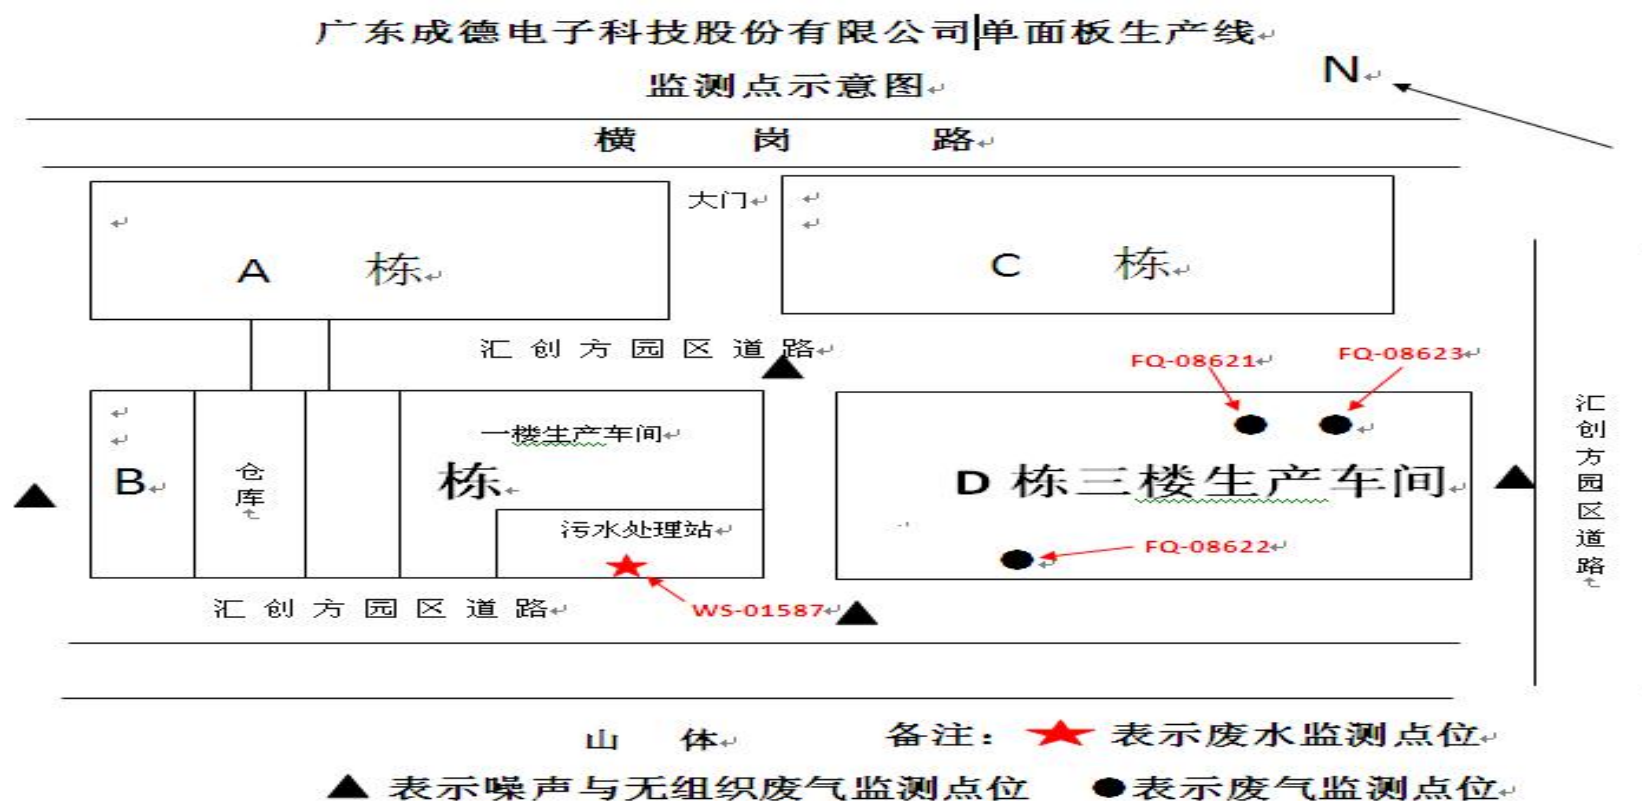 广东成德电子科技股份有限公司单面板生产线
监测点示意图
N
横 岗 路
大门
A 栋
C 栋
汇创方园区道路
FQ-08621
FQ-08623
一楼生产车间
B
仓库
栋
D栋三楼生产车间
污水处理站
FQ-08622
WS-01587
汇创方园区道路
汇创方园区道路
山 体
备注：
表示废水监测点位
表示噪声与无组织废气监测点位
表示废气监测点位